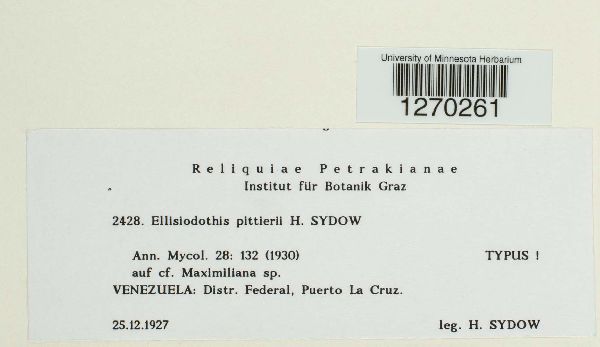 University of Minnesota Herbarium
1270261
Reliquiae Petrakianae
Institut für Botanik Graz
2428. Ellisiodothis pittierii H. SYDOW
Ann. Mycol. 28: 132 (1930) TYPUS !
auf cf. Maximiliana sp.
VENEZUELA: Distr. Federal, Puerto La Cruz.
25.12.1927 leg. H. SYDOW